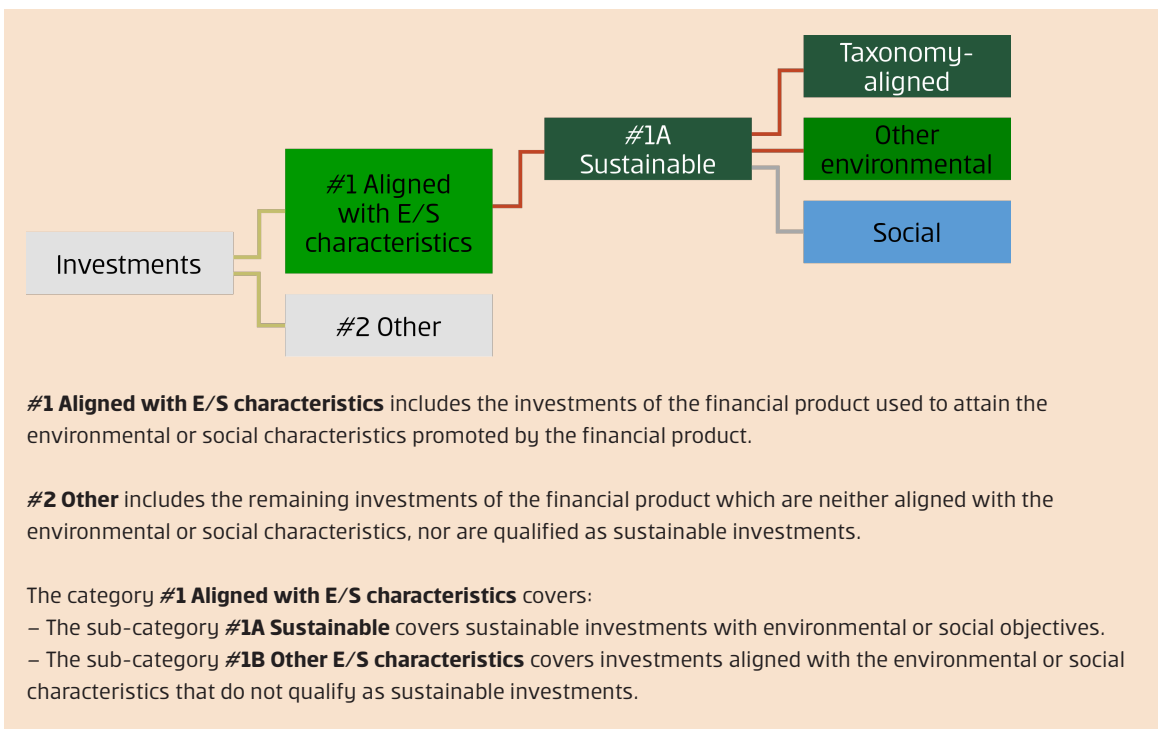 Taxonomy-
aligned
#1A
Sustainable
Other
environmental
#1 Aligned
with E/S
characteristics
Social
Investments
#2 Other
#1 Aligned with E/S characteristics includes the investments of the financial product used to attain the
environmental or social characteristics promoted by the financial product.
#2 Other includes the remaining investments of the financial product which are neither aligned with the
environmental or social characteristics, nor are qualified as sustainable investments.
The category #1 Aligned with E/S characteristics covers:
– The sub-category #1A Sustainable covers sustainable investments with environmental or social objectives.
– The sub-category #1B Other E/S characteristics covers investments aligned with the environmental or social
characteristics that do not qualify as sustainable investments.